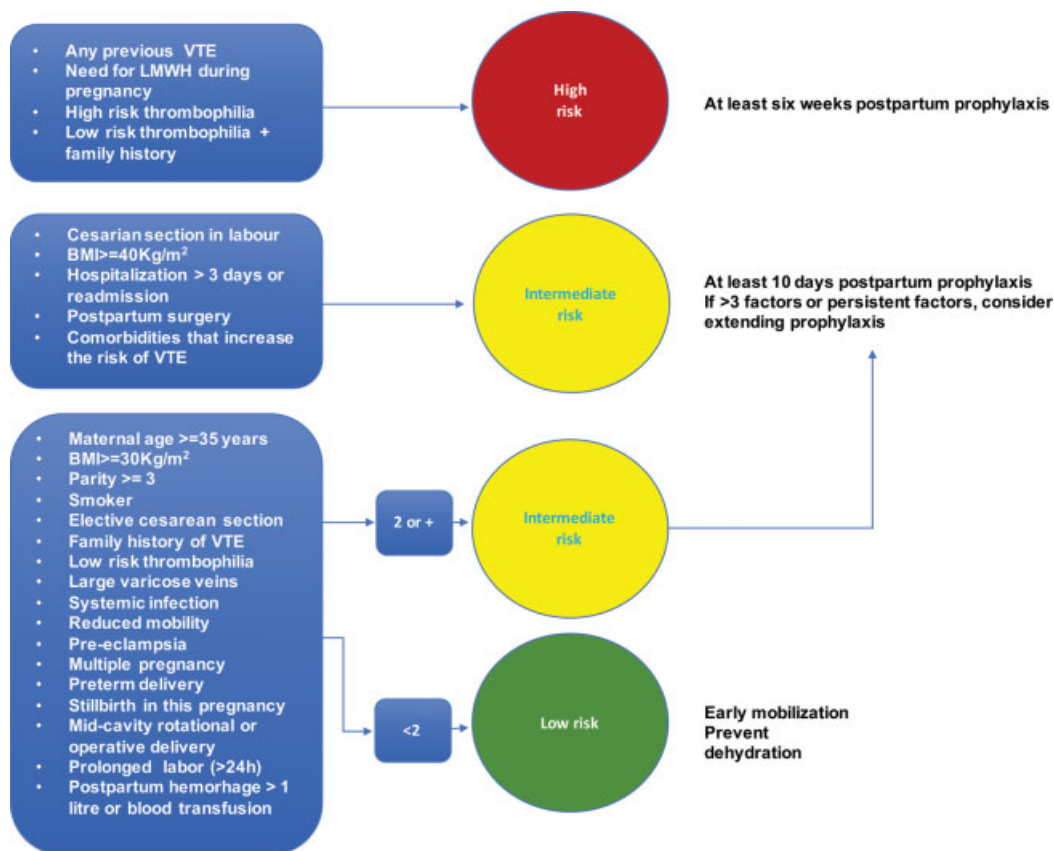 • Any previous VTE
• Need for LMWH during
pregnancy
• High risk thrombophilia
• Low risk thrombophilia +
family history
High
risk
At least six weeks postpartum prophylaxis
• Cesarian section in labour
• BMI>=40Kg/m²
• Hospitalization > 3 days or
readmission
• Postpartum surgery
• Comorbidities that increase
the risk of VTE
Intermediate
risk
At least 10 days postpartum prophylaxis
If >3 factors or persistent factors, consider
extending prophylaxis
• Maternal age >=35 years
• BMI>=30Kg/m²
• Parity >= 3
• Smoker
• Elective cesarean section
• Family history of VTE
• Low risk thrombophilia
• Large varicose veins
• Systemic infection
• Reduced mobility
• Pre-eclampsia
• Multiple pregnancy
• Preterm delivery
• Stillbirth in this pregnancy
• Mid-cavity rotational or
operative delivery
• Prolonged labor (>24h)
• Postpartum hemorhage > 1
litre or blood transfusion
2 or +
Intermediate
risk
<2
Low risk
Early mobilization
Prevent
dehydration